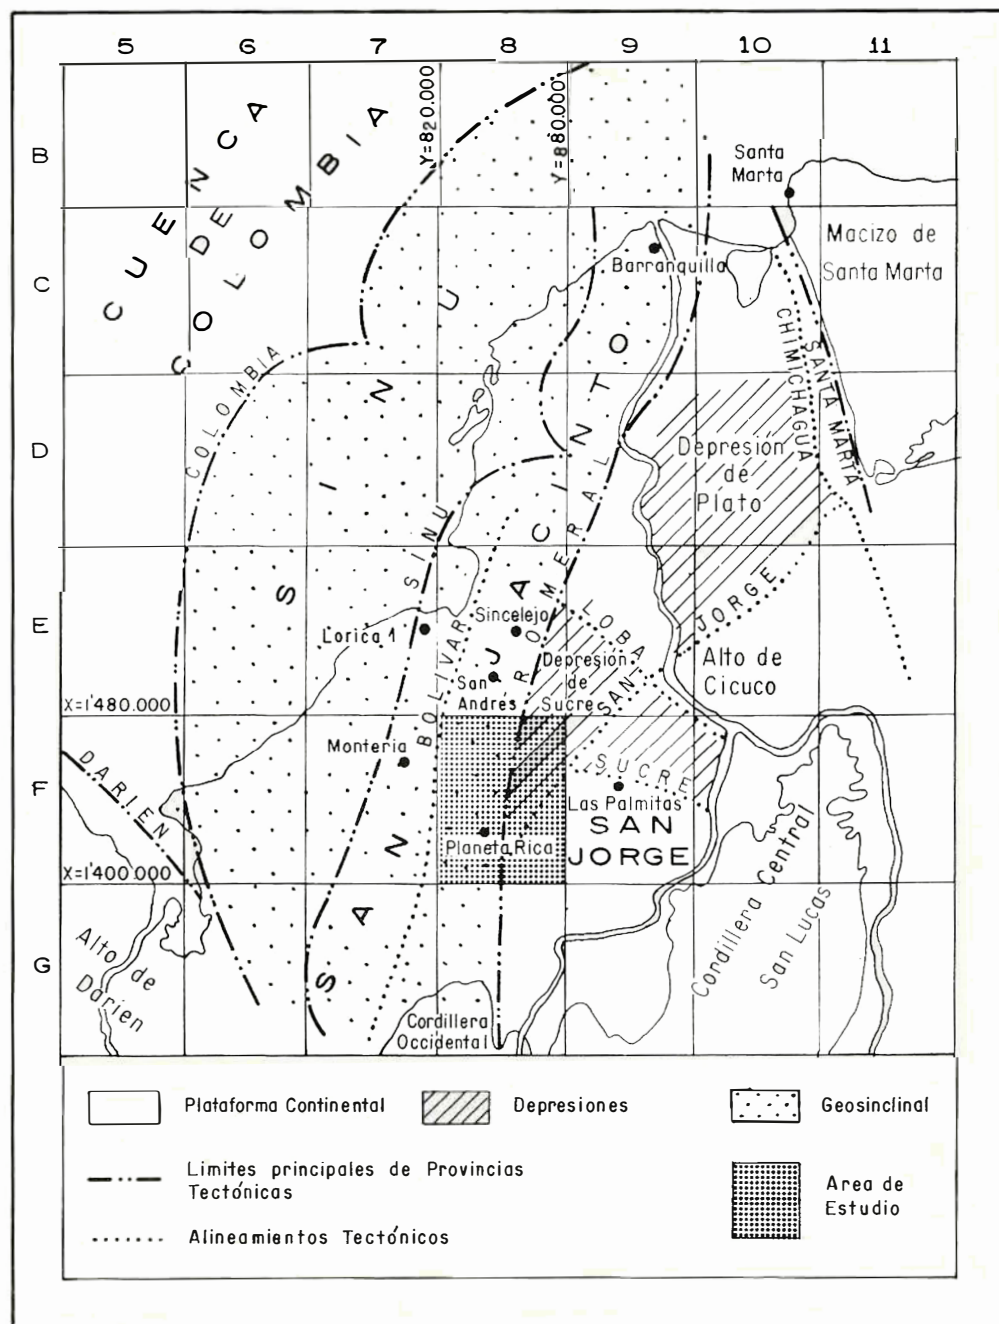 5 6 7 8 9 10 11
B
C
D
E
F
G
Y=820.000
Y=880.000
X=1'480.000
X=1'400.000
CUENCA
DE
COLOMBIA
COLOMBIA
Santa
Marta
Macizo de
Santa Marta
Barranquilla
CHIMICHAGUA
SANTA MARTA
SINU
SAN JACINTO
Depresión
de
Plato
SINU
BOLIVAR
ROMERAL
LOBA
SAN JORGE
Sincelejo
Lorica 1
San
Andres
Depresión
de
Sucre
Alto de
Cicuco
DARIEN
Monteria
SUCRE
Las Palmitas
Planeta Rica
SAN
JORGE
Cordillera Central
San Lucas
Alto de
Darien
Cordillera
Occidental
Plataforma Continental
Depresiones
Geosinclinal
Limites principales de Provincias
Tectónicas
Area de
Estudio
Alineamientos Tectónicos